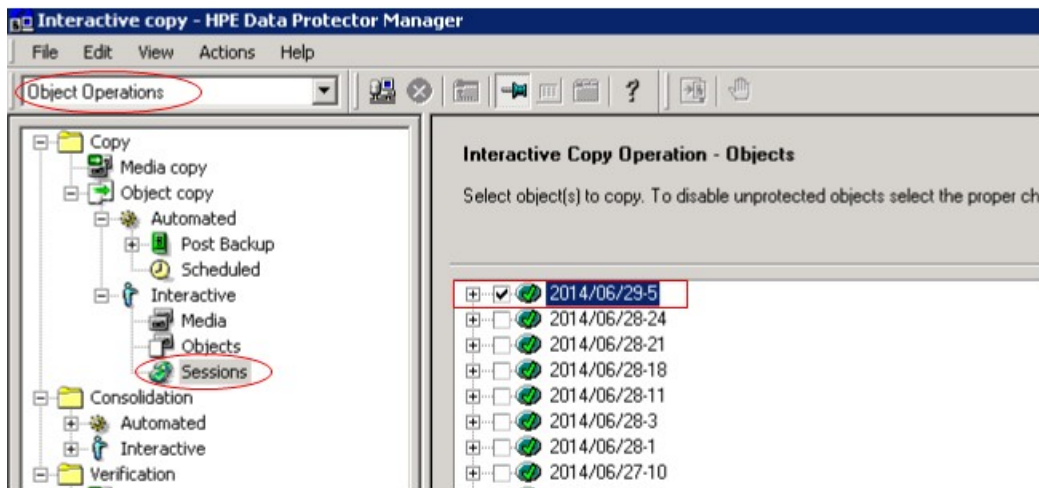 Interactive copy - HPE Data Protector Manager
File Edit View Actions Help
Object Operations
Copy
Media copy
Object copy
Automated
Post Backup
Scheduled
Interactive
Media
Objects
Sessions
Consolidation
Automated
Interactive
Verification
Interactive Copy Operation - Objects
Select object(s) to copy. To disable unprotected objects select the proper ch
2014/06/29-5
2014/06/28-24
2014/06/28-21
2014/06/28-18
2014/06/28-11
2014/06/28-3
2014/06/28-1
2014/06/27-10